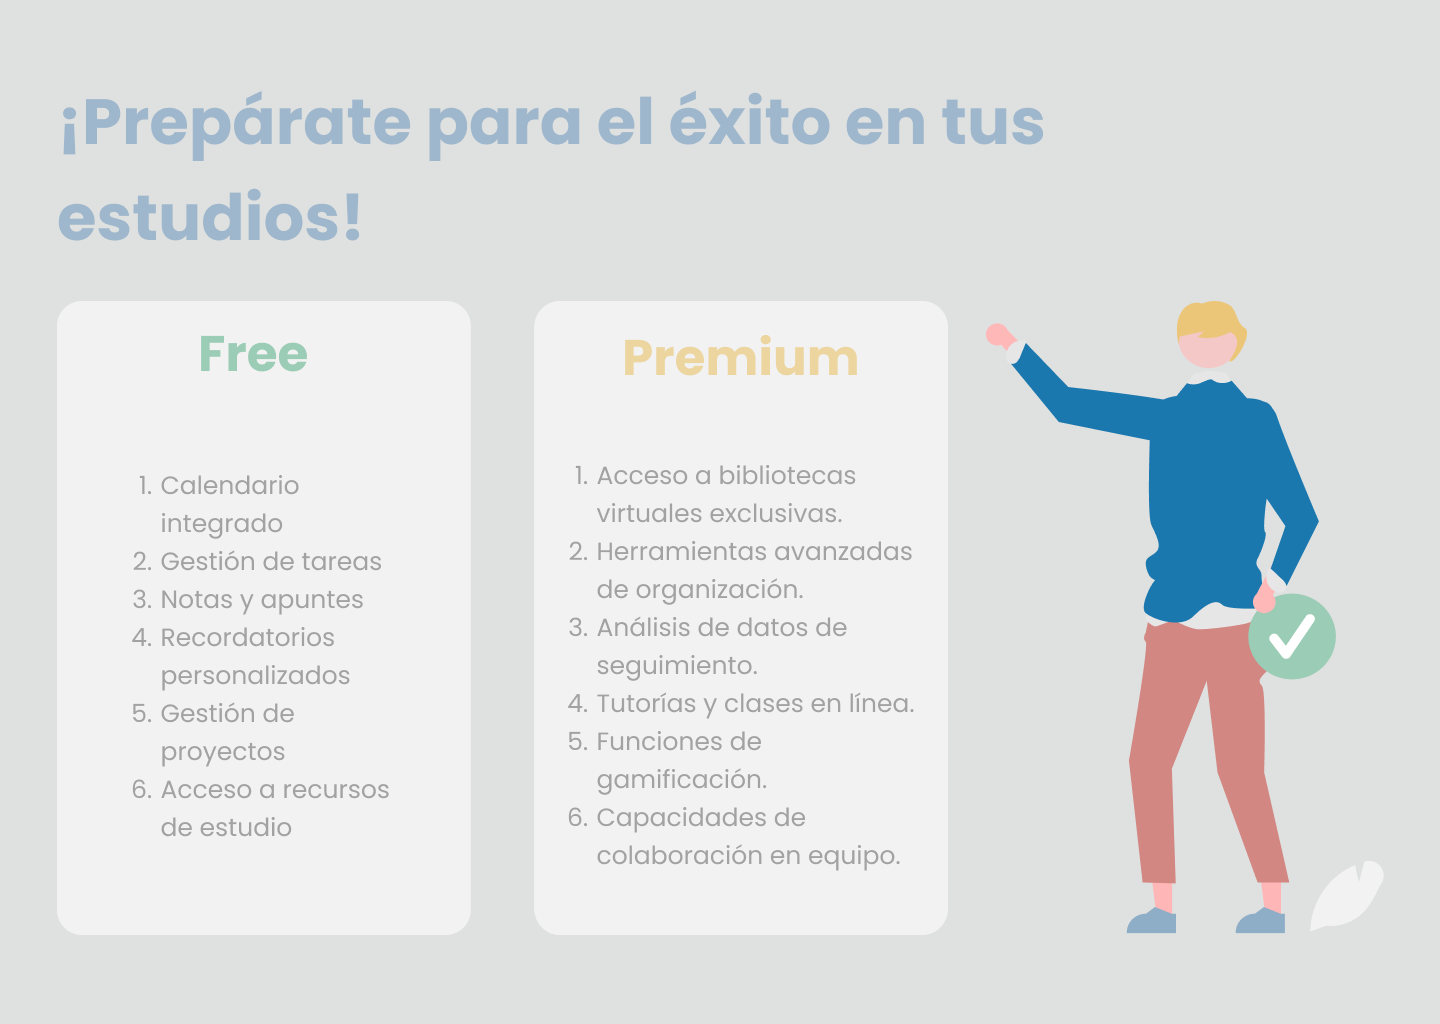 ¡Prepárate para el éxito en tus
estudios!
Free
1. Calendario
integrado
2. Gestión de tareas
3. Notas y apuntes
4. Recordatorios
personalizados
5. Gestión de
proyectos
6. Acceso a recursos
de estudio
Premium
1. Acceso a bibliotecas
virtuales exclusivas.
2. Herramientas avanzadas
de organización.
3. Análisis de datos de
seguimiento.
4. Tutorías y clases en línea.
5. Funciones de
gamificación.
6. Capacidades de
colaboración en equipo.